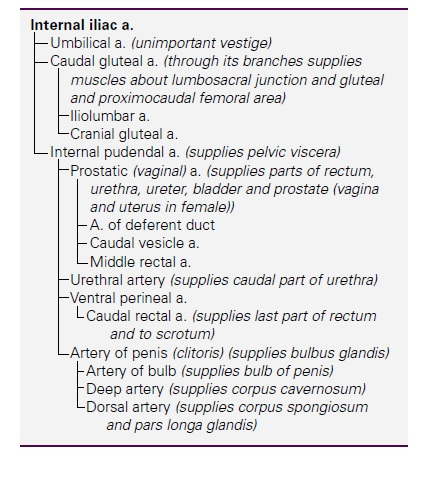 Internal iliac a.
Umbilical a. (unimportant vestige)
Caudal gluteal a. (through its branches supplies
muscles about lumbosacral junction and gluteal
and proximocaudal femoral area)
Iliolumbar a.
Cranial gluteal a.
Internal pudendal a. (supplies pelvic viscera)
Prostatic (vaginal) a. (supplies parts of rectum,
urethra, ureter, bladder and prostate (vagina
and uterus in female))
A. of deferent duct
Caudal vesicle a.
Middle rectal a.
Urethral artery (supplies caudal part of urethra)
Ventral perineal a.
Caudal rectal a. (supplies last part of rectum
and to scrotum)
Artery of penis (clitoris) (supplies bulbus glandis)
Artery of bulb (supplies bulb of penis)
Deep artery (supplies corpus cavernosum)
Dorsal artery (supplies corpus spongiosum
and pars longa glandis)